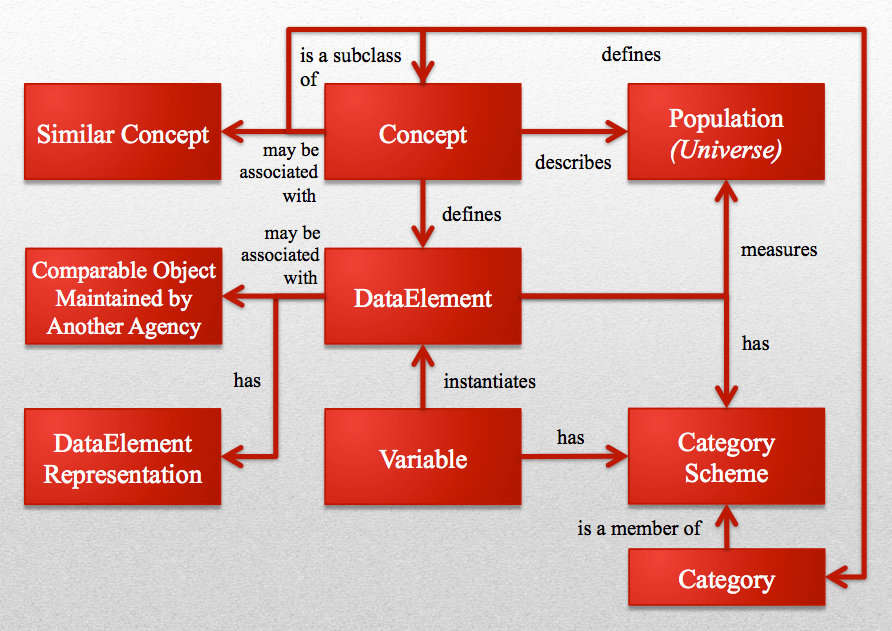 is a subclass
of
defines
Similar Concept
Concept
Population
(Universe)
may be
associated
with
describes
defines
may be
associated
with
measures
Comparable Object
Maintained by
Another Agency
DataElement
has
has
instantiates
DataElement
Representation
Variable
has
Category
Scheme
is a member of
Category